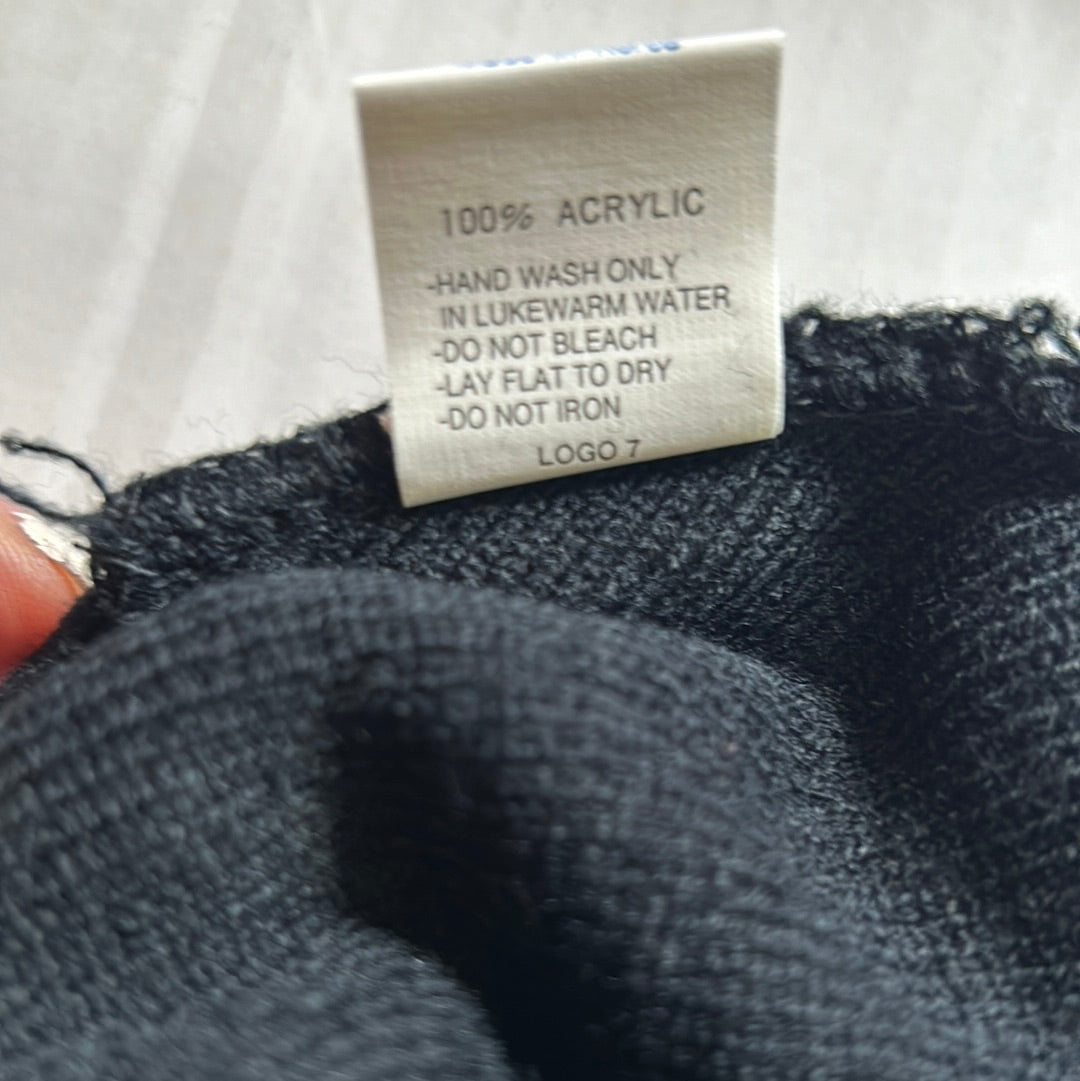 100% ACRYLIC
-HAND WASH ONLY
IN LUKEWARM WATER
-DO NOT BLEACH
-LAY FLAT TO DRY
-DO NOT IRON
LOGO 7